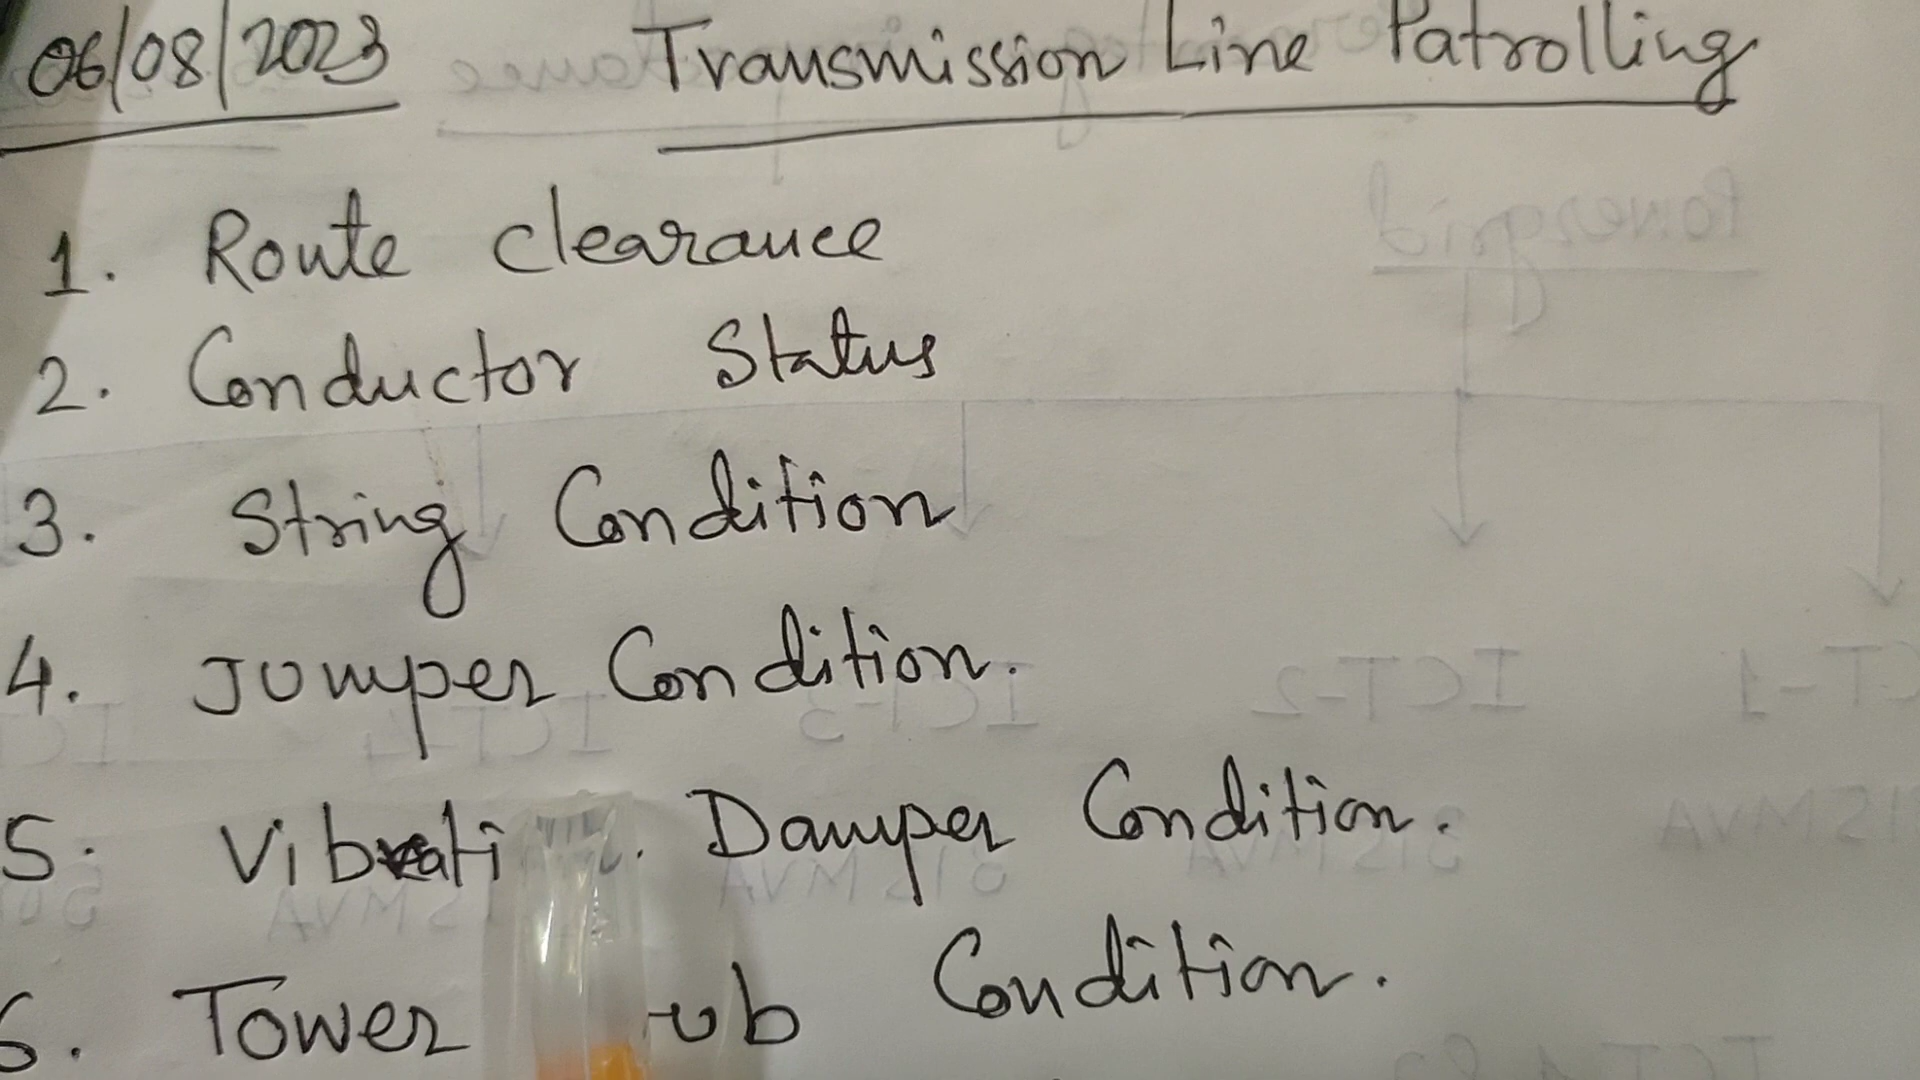 06/08/2023 Transmission Line Patrolling
1. Route clearance
2. Conductor Status
3. String Condition
4. Jumper Condition.
5. Damper Condition.
6. Tower Condition.